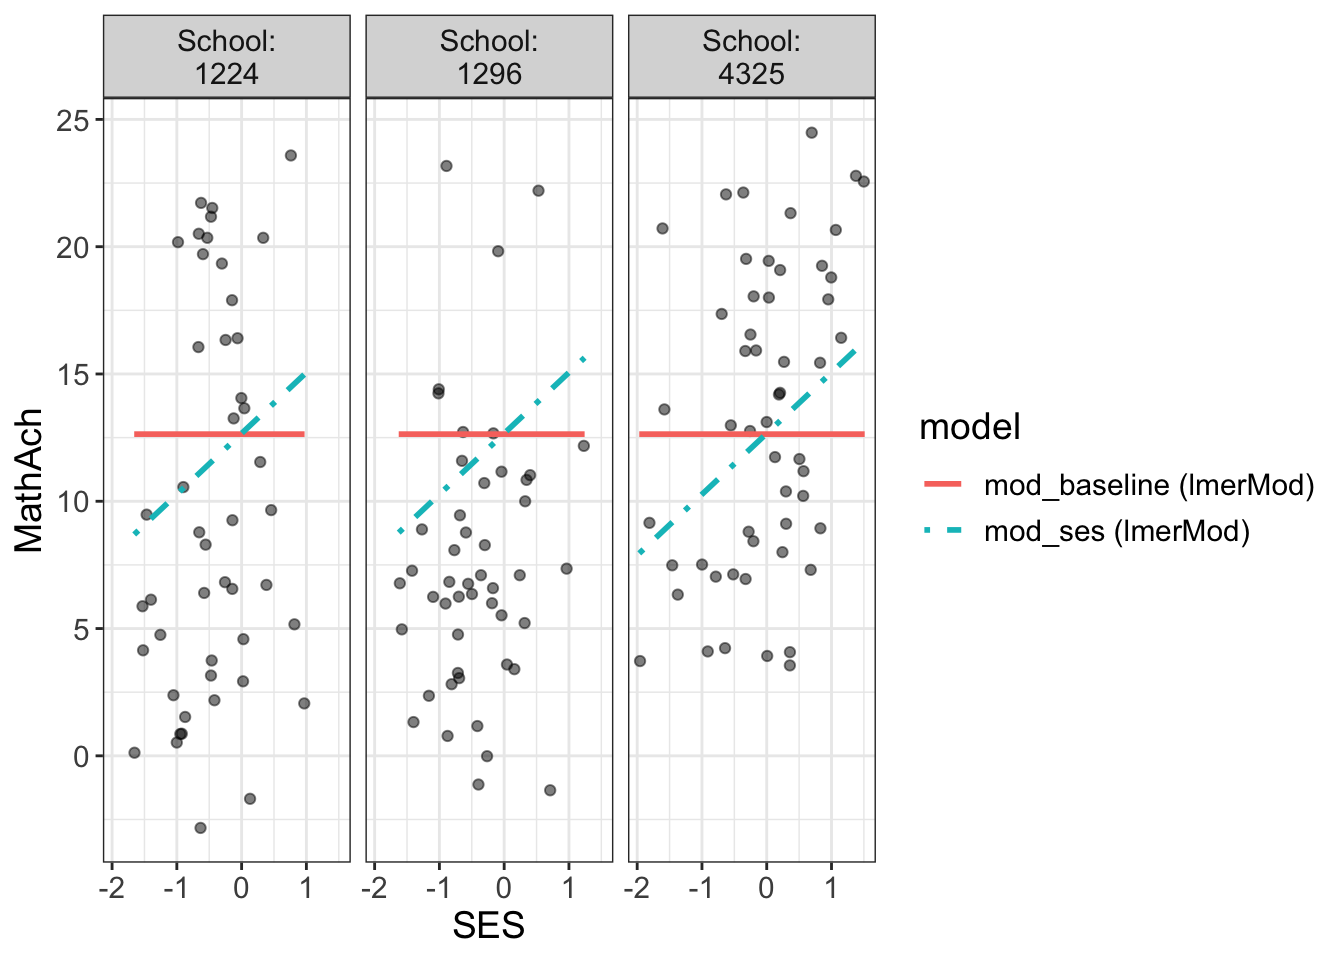 School:
1224
School:
1296
School:
4325
25
20
15
10
5
0
MathAch
-2 -1 0 1
-2 -1 0 1
-2 -1 0 1
SES
model
mod_baseline (lmerMod)
mod_ses (lmerMod)